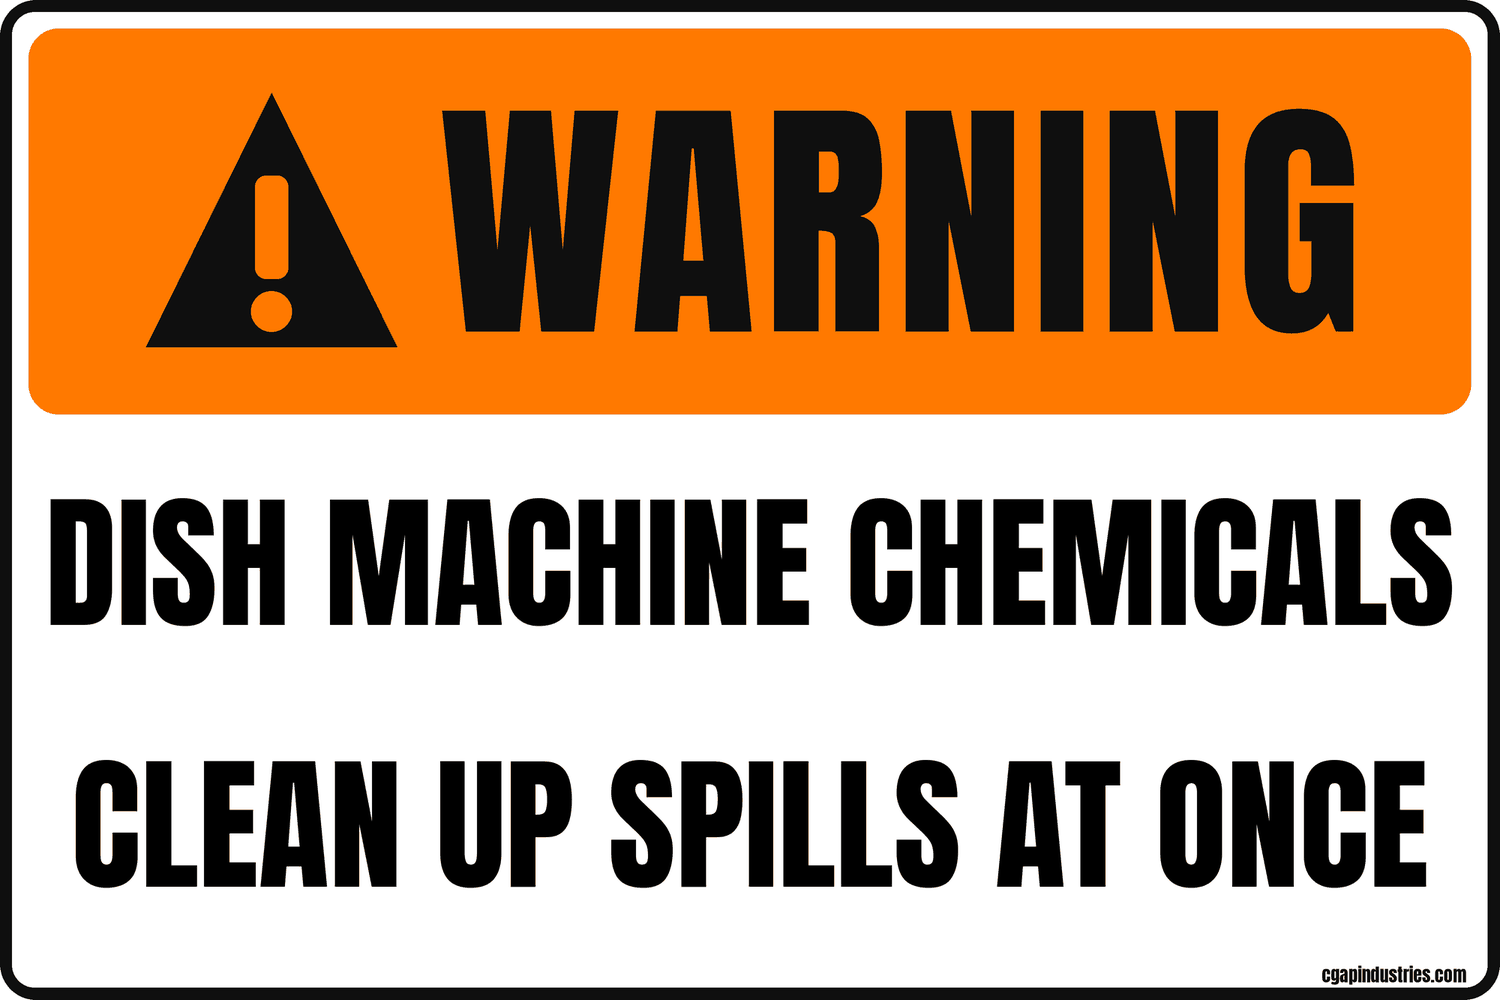 WARNING
DISH MACHINE CHEMICALS
CLEAN UP SPILLS AT ONCE
cgapindustries.com